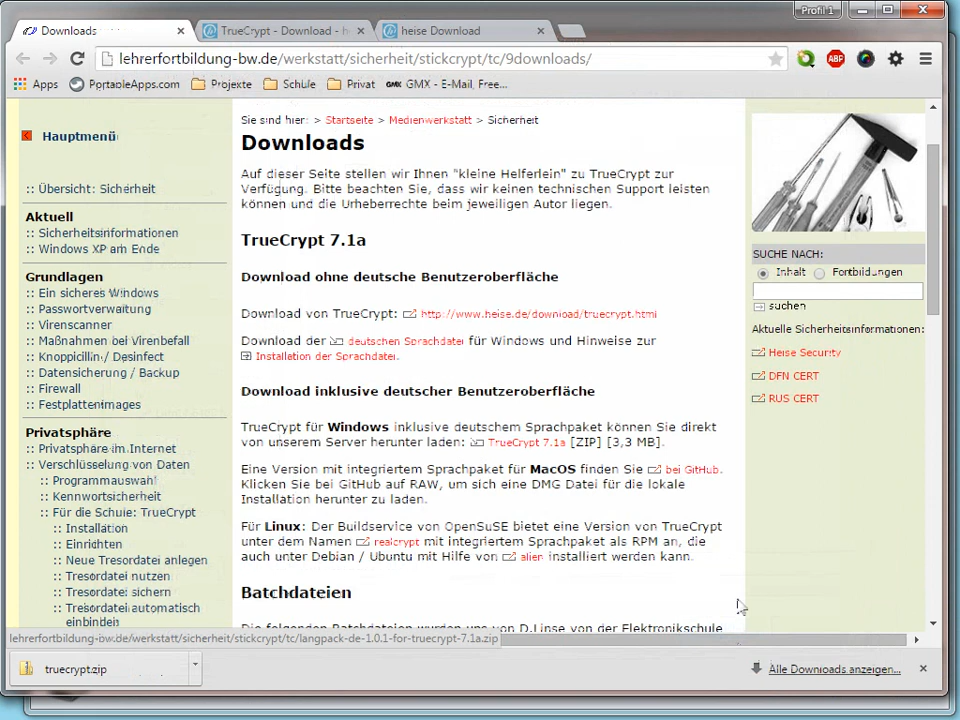 Profil 1
Downloads
TrueCrypt - Download - he
heise Download
lehrerfortbildung-bw.de/werkstatt/sicherheit/stickcrypt/tc/9downloads/
ABP
Apps
PortableApps.com
Projekte
Schule
Privat
GMX GMX - E-Mail, Free...
Hauptmenü
:: Übersicht: Sicherheit
Aktuell
:: Sicherheitsinformationen
:: Windows XP am Ende
Grundlagen
:: Ein sicheres Windows
:: Passwortverwaltung
:: Virenscanner
:: Maßnahmen bei Virenbefall
:: Knoppicillin / Desinfect
:: Datensicherung / Backup
:: Firewall
:: Festplattenimages
Privatsphäre
:: Privatsphäre im Internet
:: Verschlüsselung von Daten
:: Programmauswahl
:: Kennwortsicherheit
:: Für die Schule: TrueCrypt
:: Installation
:: Einrichten
:: Neue Tresordatei anlegen
:: Tresordatei nutzen
:: Tresordatei sichern
:: Tresordatei automatisch
einbinden
Sie sind hier: > Startseite > Medienwerkstatt > Sicherheit
Downloads
Auf dieser Seite stellen wir Ihnen "kleine Helferlein" zu TrueCrypt zur
Verfügung. Bitte beachten Sie, dass wir keinen technischen Support leisten
können und die Urheberrechte beim jeweiligen Autor liegen.
TrueCrypt 7.1a
Download ohne deutsche Benutzeroberfläche
Download von TrueCrypt: http://www.heise.de/download/truecrypt.html
Download der deutschen Sprachdatei für Windows und Hinweise zur
Installation der Sprachdatei.
Download inklusive deutscher Benutzeroberfläche
TrueCrypt für Windows inklusive deutschem Sprachpaket können Sie direkt
von unserem Server herunter laden: TrueCrypt 7.1a [ZIP] [3,3 MB].
Eine Version mit integriertem Sprachpaket für MacOS finden Sie bei GitHub.
Klicken Sie bei GitHub auf RAW, um sich eine DMG Datei für die lokale
Installation herunter zu laden.
Für Linux: Der Buildservice von OpenSuSE bietet eine Version von TrueCrypt
unter dem Namen realcrypt mit integriertem Sprachpaket als RPM an, die
auch unter Debian / Ubuntu mit Hilfe von alien installiert werden kann.
Batchdateien
Die folgenden Batchdateien wurden uns von D.Linse von der Elektronikschule
SUCHE NACH:
Inhalt
Fortbildungen
suchen
Aktuelle Sicherheitsinformationen:
Heise Security
DFN CERT
RUS CERT
lehrerfortbildung-bw.de/werkstatt/sicherheit/stickcrypt/tc/langpack-de-1.0.1-for-truecrypt-7.1a.zip
truecrypt.zip
Alle Downloads anzeigen...